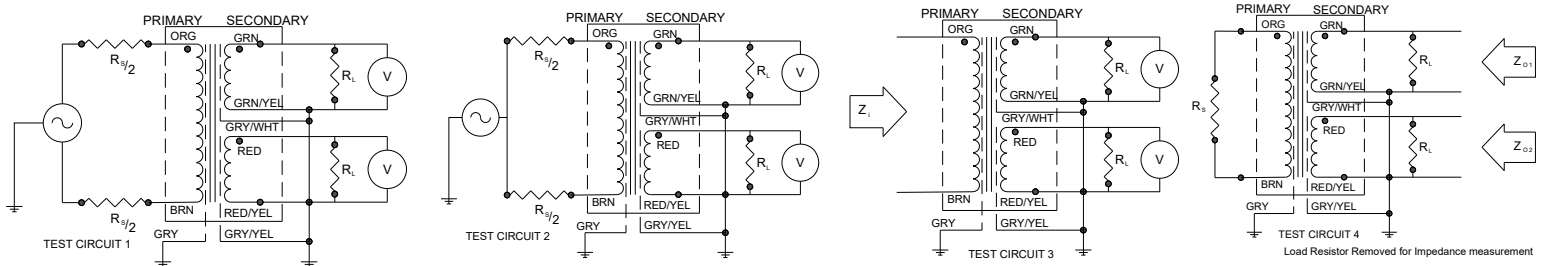 PRIMARY SECONDARY
ORG
GRN
RS/2
RL
V
GRN/YEL
GRY/WHT
RED
RL
V
BRN
RS/2
RED/YEL
GRY
GRY/YEL
TEST CIRCUIT 1
PRIMARY SECONDARY
ORG
GRN
RS/2
RL
V
GRN/YEL
GRY/WHT
RED
RL
V
BRN
RS/2
RED/YEL
GRY
GRY/YEL
TEST CIRCUIT 2
PRIMARY SECONDARY
ORG
GRN
RL
V
Zi
GRN/YEL
GRY/WHT
RED
RL
V
BRN
RED/YEL
GRY
GRY/YEL
TEST CIRCUIT 3
PRIMARY SECONDARY
ORG
GRN
RL
ZO1
RS
GRN/YEL
GRY/WHT
RED
RL
ZO2
BRN
RED/YEL
GRY
GRY/YEL
TEST CIRCUIT 4
Load Resistor Removed for Impedance measurement